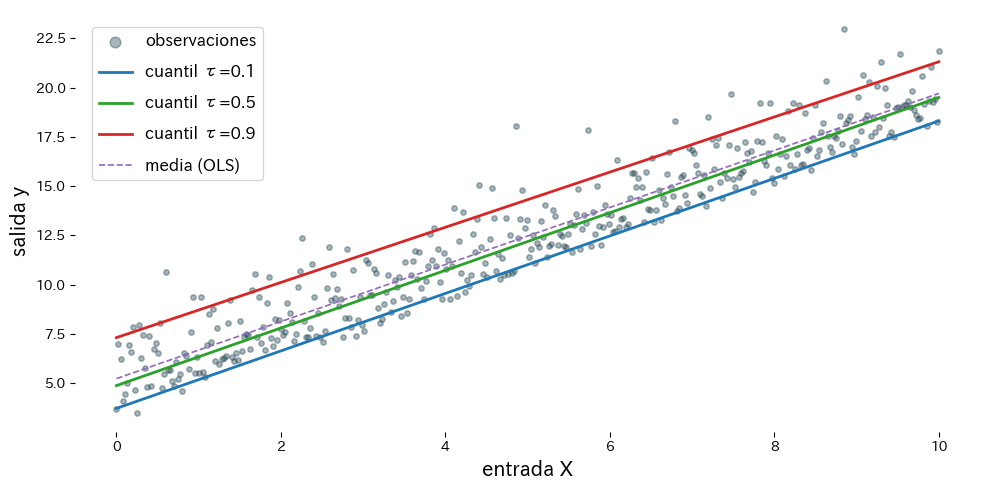 observaciones
cuantil τ=0.1
cuantil τ=0.5
cuantil τ=0.9
media (OLS)
salida y
22.5
20.0
17.5
15.0
12.5
10.0
7.5
5.0
0 2 4 6 8 10
entrada X